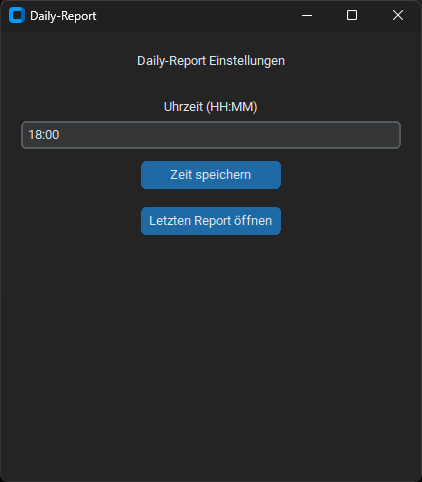 Daily-Report
Daily-Report Einstellungen
Uhrzeit (HH:MM)
18:00
Zeit speichern
Letzten Report öffnen